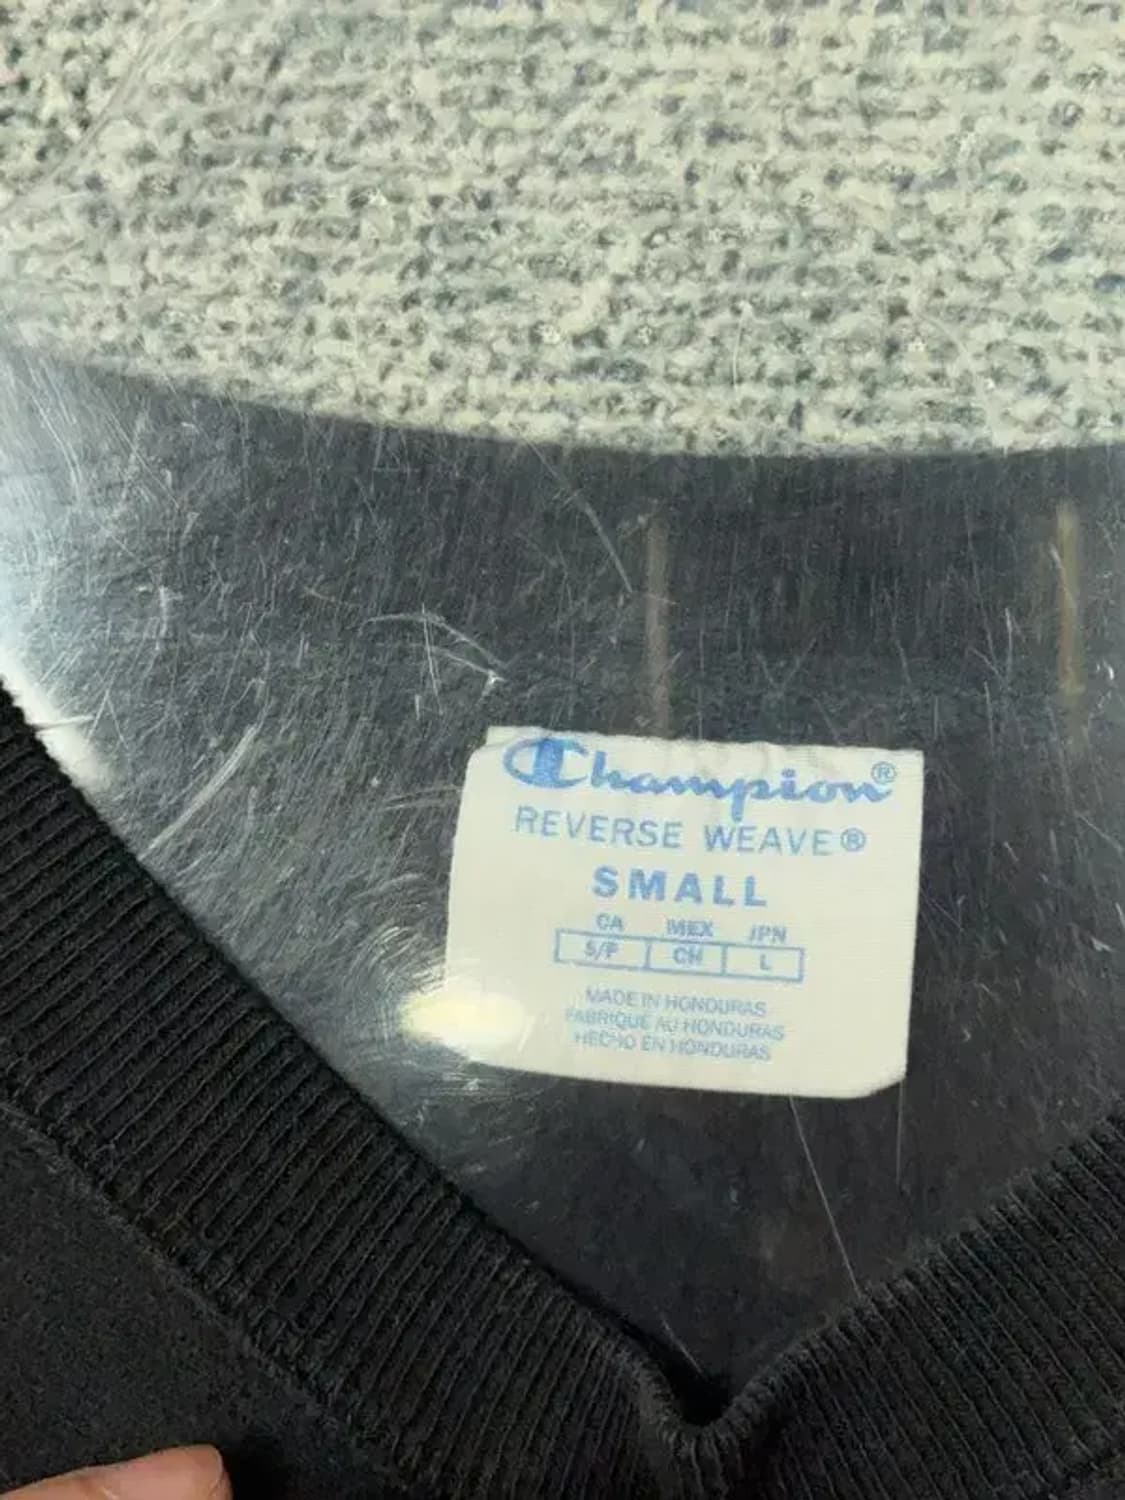 Champion®
REVERSE WEAVE®
SMALL
CA MEX JPN
S/P CH L
MADE IN HONDURAS
FABRIQUE AU HONDURAS
HECHO EN HONDURAS